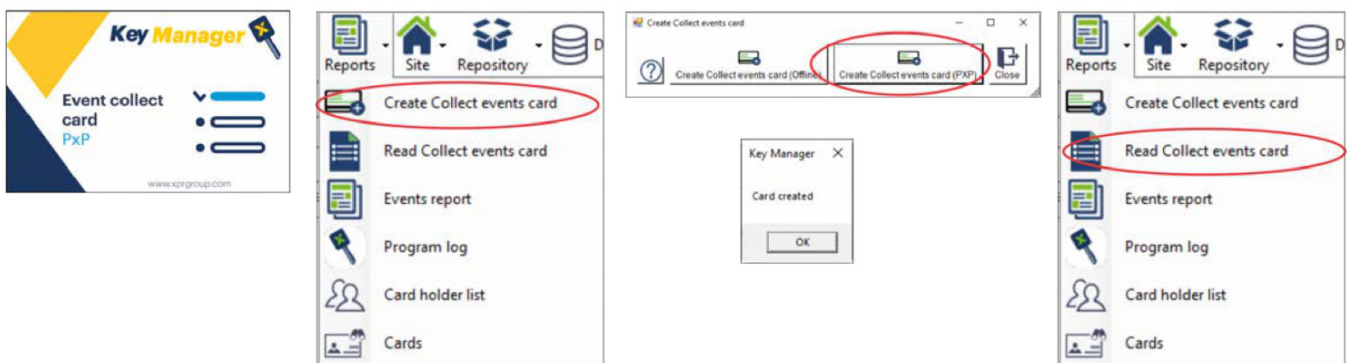 Key Manager
Event collect
card
PxP
www.xprgroup.com
Reports
Site
Repository
D
Create Collect events card
Read Collect events card
Events report
Program log
Card holder list
Cards
Create Collect events card
Create Collect events card (Offline)
Create Collect events card (PXP)
Close
Key Manager
Card created
OK
Reports
Site
Repository
D
Create Collect events card
Read Collect events card
Events report
Program log
Card holder list
Cards